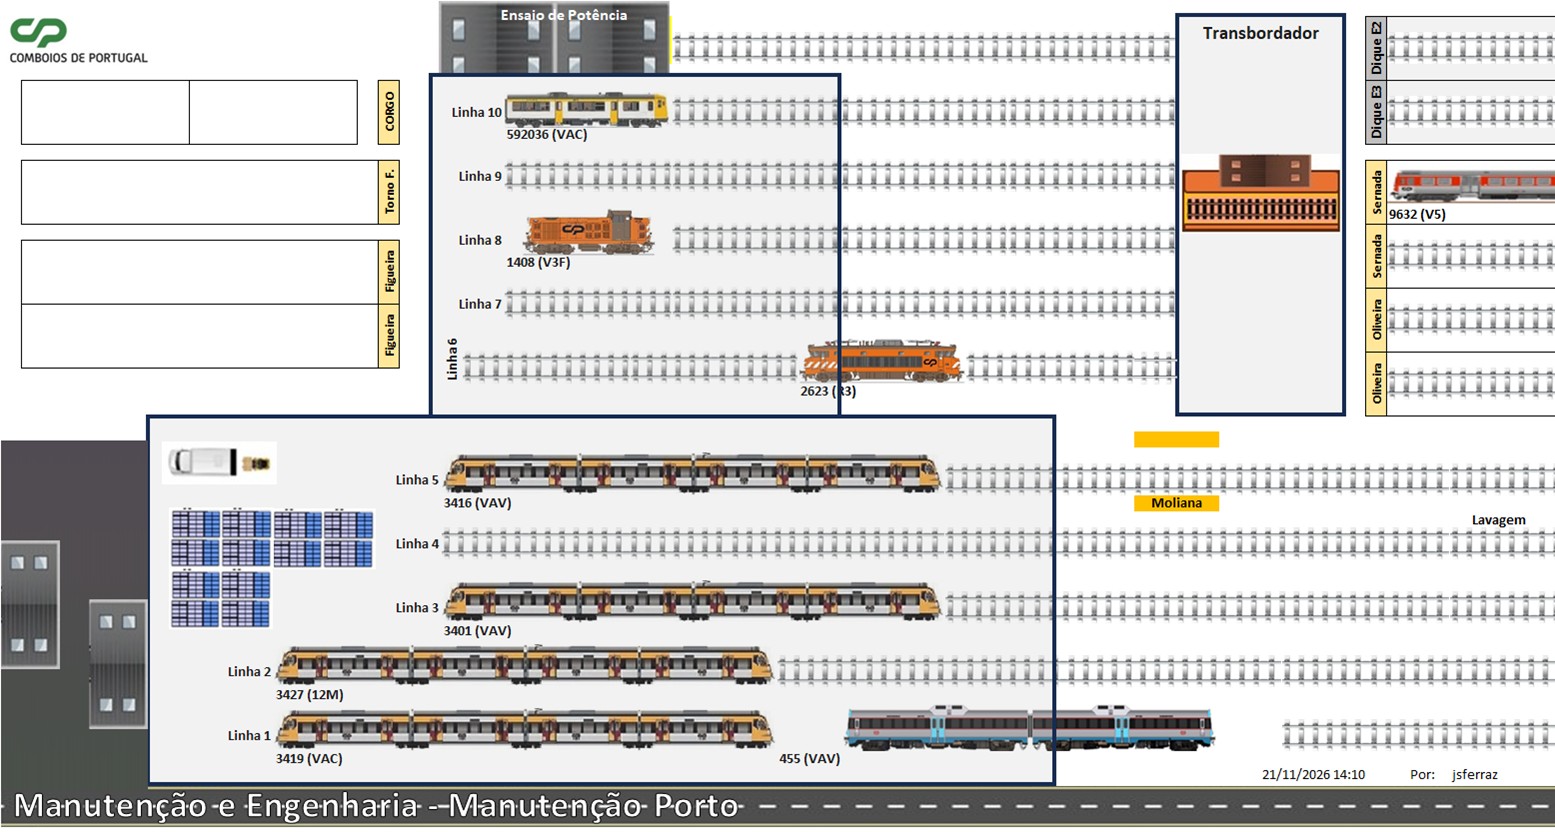 CP
COMBOIOS DE PORTUGAL
CORGO
Torno F.
Figueira
Figueira
Ensaio de Potência
Linha 10
592036 (VAC)
Linha 9
Linha 8
1408 (V3F)
Linha 7
Linha 6
2623 (R3)
Transbordador
Dique E2
Dique E3
Sernada
9632 (V5)
Sernada
Oliveira
Oliveira
Linha 5
3416 (VAV)
Moliana
Lavagem
Linha 4
Linha 3
3401 (VAV)
Linha 2
3427 (12M)
Linha 1
3419 (VAC)
455 (VAV)
21/11/2026 14:10 Por: jsferraz
Manutenção e Engenharia - Manutenção Porto